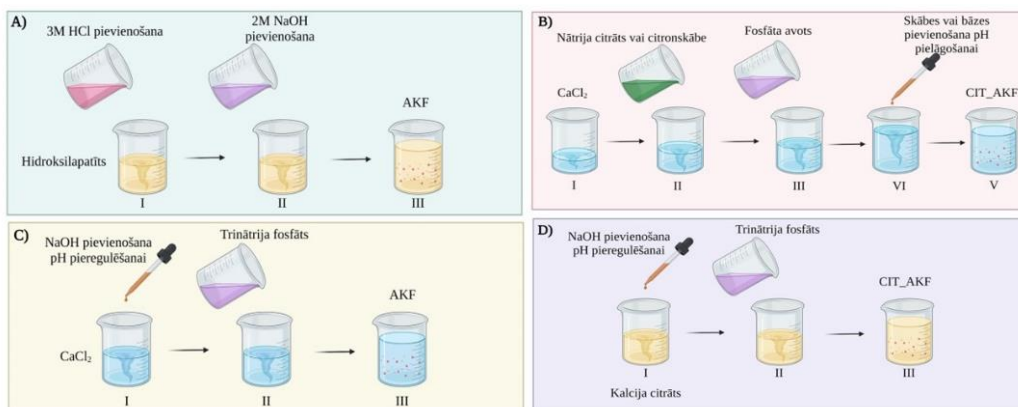 A)
3M HCl pievienošana
2M NaOH
pievienošana
AKF
Hidroksilapatīts
I
II
III
B)
Nātrija citrāts vai citronskābe
Fosfāta avots
Skābes vai bāzes
pievienošana pH
pielāgošanai
CaCl₂
CIT_AKF
I
II
III
VI
V
C)
NaOH pievienošana
pH pieregulēšanai
Trinātrija fosfāts
AKF
CaCl₂
I
II
III
D)
NaOH pievienošana
pH pieregulēšanai
Trinātrija fosfāts
CIT_AKF
I
II
III
Kalcija citrāts